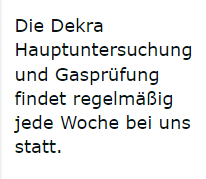 Die Dekra
Hauptuntersuchung
und Gasprüfung
findet regelmäßig
jede Woche bei uns
statt.